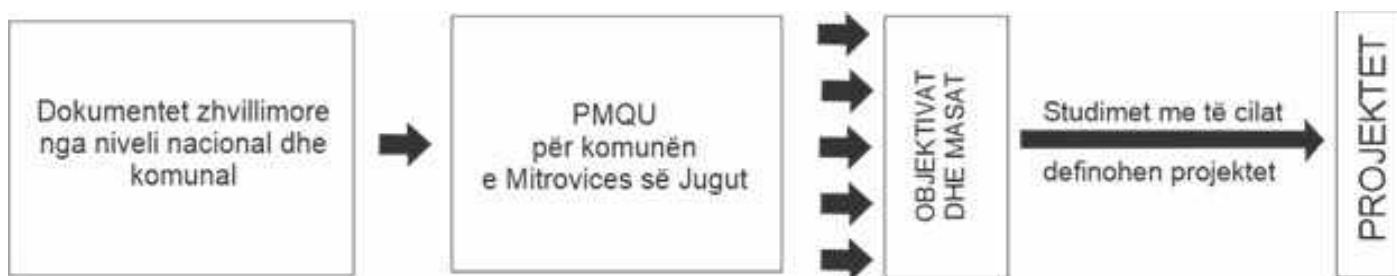 Dokumentet zhvillimore
nga niveli nacional dhe
komunal
PMQU
për komunën
e Mitrovices së Jugut
OBJEKTIVAT
DHE MASAT
Studimet me të cilat
definohen projektet
PROJEKTET